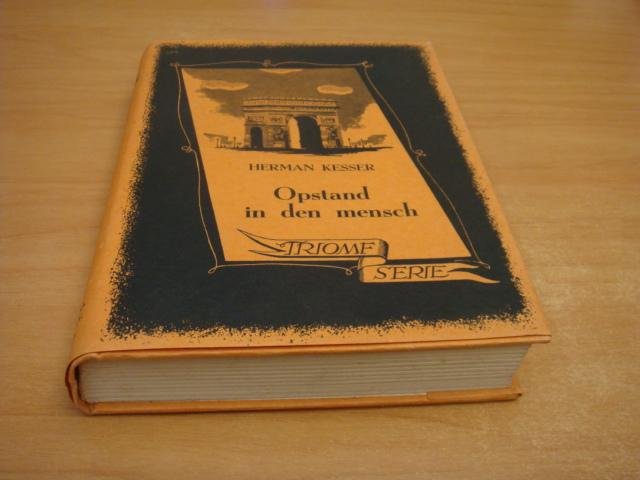 HERMAN KESSER
Opstand
in den mensch
TRIOMF
SERIE